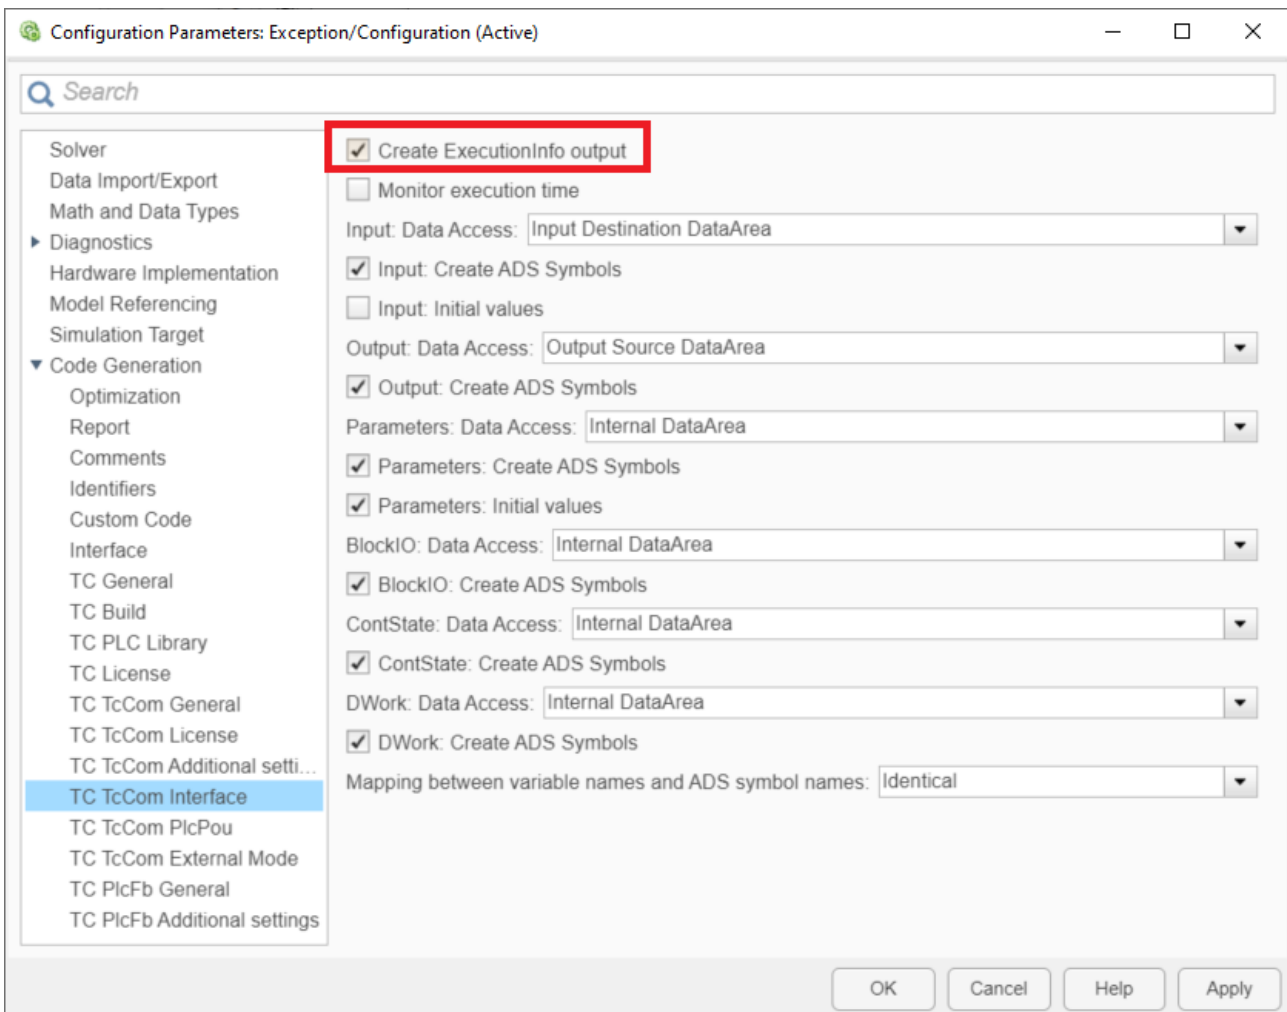 Configuration Parameters: Exception/Configuration (Active)
Search
Solver
Data Import/Export
Math and Data Types
Diagnostics
Hardware Implementation
Model Referencing
Simulation Target
Code Generation
Optimization
Report
Comments
Identifiers
Custom Code
Interface
TC General
TC Build
TC PLC Library
TC License
TC TcCom General
TC TcCom License
TC TcCom Additional setti...
TC TcCom Interface
TC TcCom PlcPou
TC TcCom External Mode
TC PlcFb General
TC PlcFb Additional settings
Create ExecutionInfo output
Monitor execution time
Input: Data Access: Input Destination DataArea
Input: Create ADS Symbols
Input: Initial values
Output: Data Access: Output Source DataArea
Output: Create ADS Symbols
Parameters: Data Access: Internal DataArea
Parameters: Create ADS Symbols
Parameters: Initial values
BlockIO: Data Access: Internal DataArea
BlockIO: Create ADS Symbols
ContState: Data Access: Internal DataArea
ContState: Create ADS Symbols
DWork: Data Access: Internal DataArea
DWork: Create ADS Symbols
Mapping between variable names and ADS symbol names: Identical
OK Cancel Help Apply